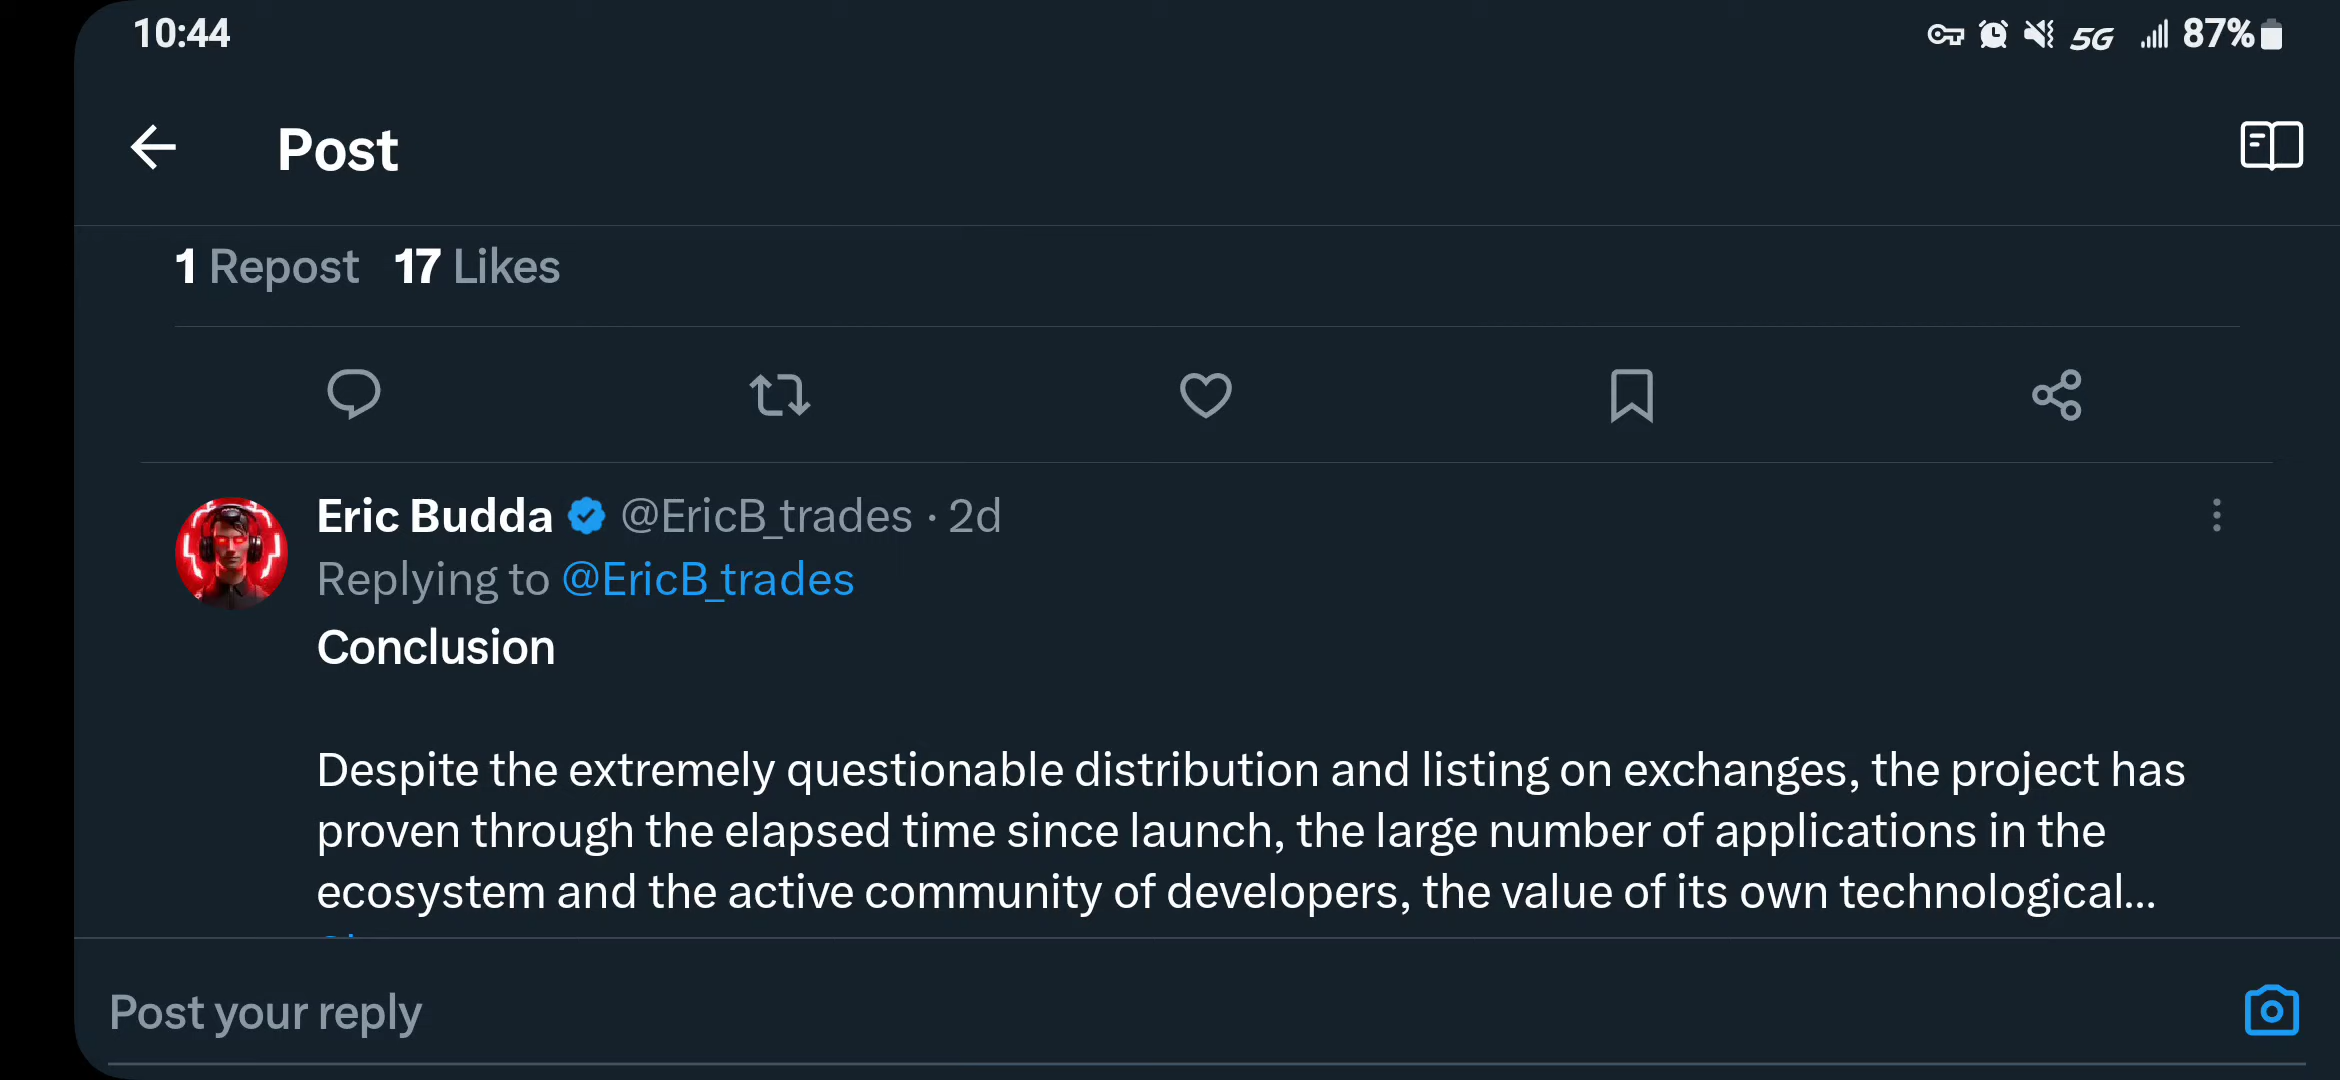 10:44
5G 87%
Post
1 Repost 17 Likes
Eric Budda @EricB_trades · 2d
Replying to @EricB_trades
Conclusion
Despite the extremely questionable distribution and listing on exchanges, the project has
proven through the elapsed time since launch, the large number of applications in the
ecosystem and the active community of developers, the value of its own technological...
Post your reply